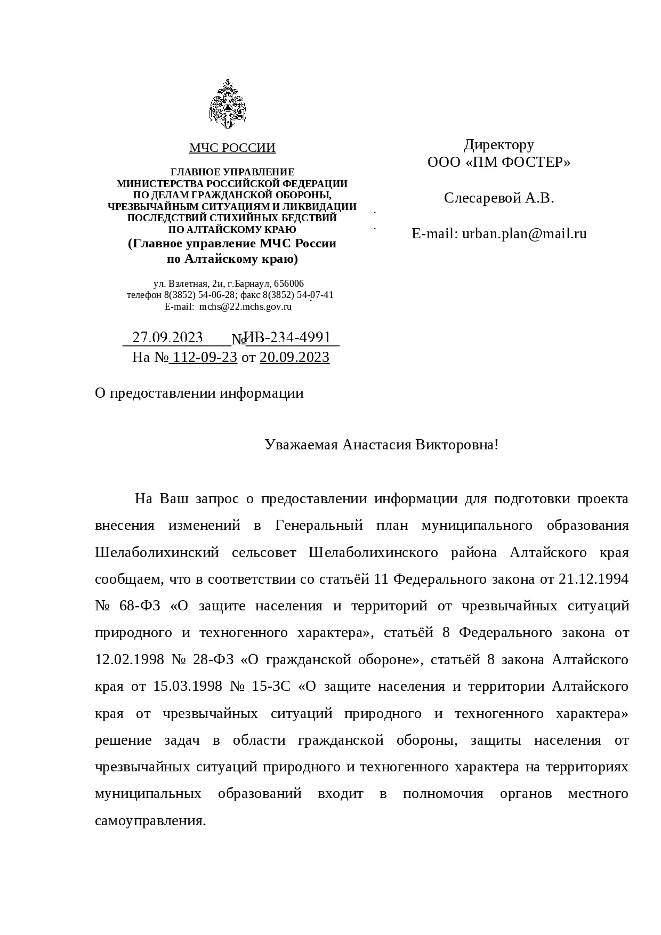 МЧС РОССИИ
ГЛАВНОЕ УПРАВЛЕНИЕ
МИНИСТЕРСТВА РОССИЙСКОЙ ФЕДЕРАЦИИ
ПО ДЕЛАМ ГРАЖДАНСКОЙ ОБОРОНЫ,
ЧРЕЗВЫЧАЙНЫМ СИТУАЦИЯМ И ЛИКВИДАЦИИ
ПОСЛЕДСТВИЙ СТИХИЙНЫХ БЕДСТВИЙ
ПО АЛТАЙСКОМУ КРАЮ
(Главное управление МЧС России
по Алтайскому краю)
ул. Взлетная, 2и, г.Барнаул, 656006
телефон 8(3852) 54-06-28; факс 8(3852) 54-07-41
E-mail: mchs@22.mchs.gov.ru
27.09.2023 №ИВ-234-4991
На № 112-09-23 от 20.09.2023
Директору
ООО «ПМ ФОСТЕР»
Слесаревой А.В.
E-mail: urban.plan@mail.ru
О предоставлении информации
Уважаемая Анастасия Викторовна!
На Ваш запрос о предоставлении информации для подготовки проекта
внесения изменений в Генеральный план муниципального образования
Шелаболихинский сельсовет Шелаболихинского района Алтайского края
сообщаем, что в соответствии со статьёй 11 Федерального закона от 21.12.1994
№ 68-ФЗ «О защите населения и территорий от чрезвычайных ситуаций
природного и техногенного характера», статьёй 8 Федерального закона от
12.02.1998 № 28-ФЗ «О гражданской обороне», статьёй 8 закона Алтайского
края от 15.03.1998 № 15-ЗС «О защите населения и территории Алтайского
края от чрезвычайных ситуаций природного и техногенного характера»
решение задач в области гражданской обороны, защиты населения от
чрезвычайных ситуаций природного и техногенного характера на территориях
муниципальных образований входит в полномочия органов местного
самоуправления.